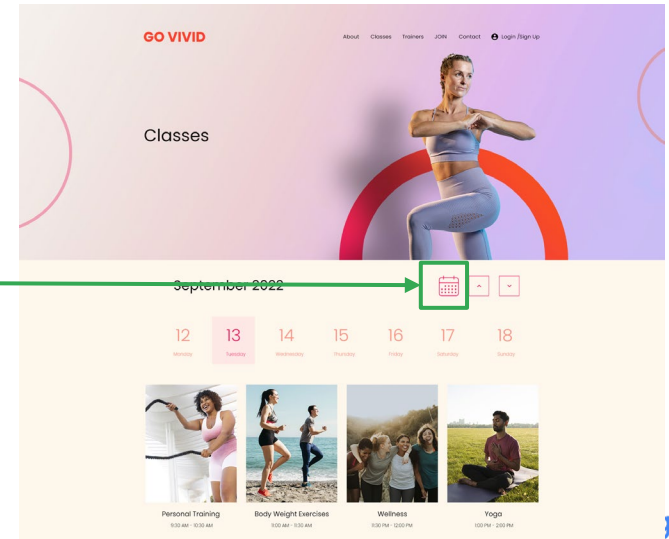 GO VIVID
About Classes Trainers JOIN Contact Login /Sign Up
Classes
September 2022
12 13 14 15 16 17 18
Monday Tuesday Wednesday Thursday Friday Saturday Sunday
Personal Training Body Weight Exercises Wellness Yoga
9:30 AM - 10:30 AM 11:00 AM - 11:30 AM 11:30 PM - 12:00 PM 1:00 PM - 2:00 PM